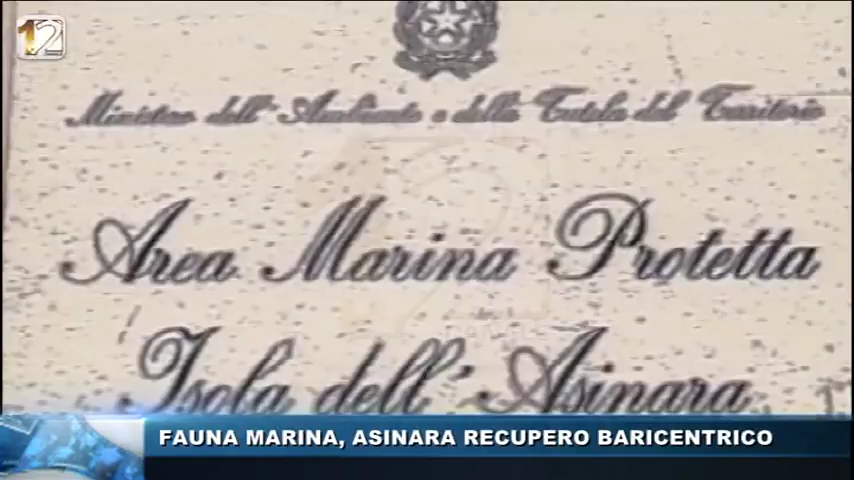 12
Ministero dell'Ambiente e della Tutela del Territorio
Area Marina Protetta
Isola dell'Asinara
FAUNA MARINA, ASINARA RECUPERO BARICENTRICO